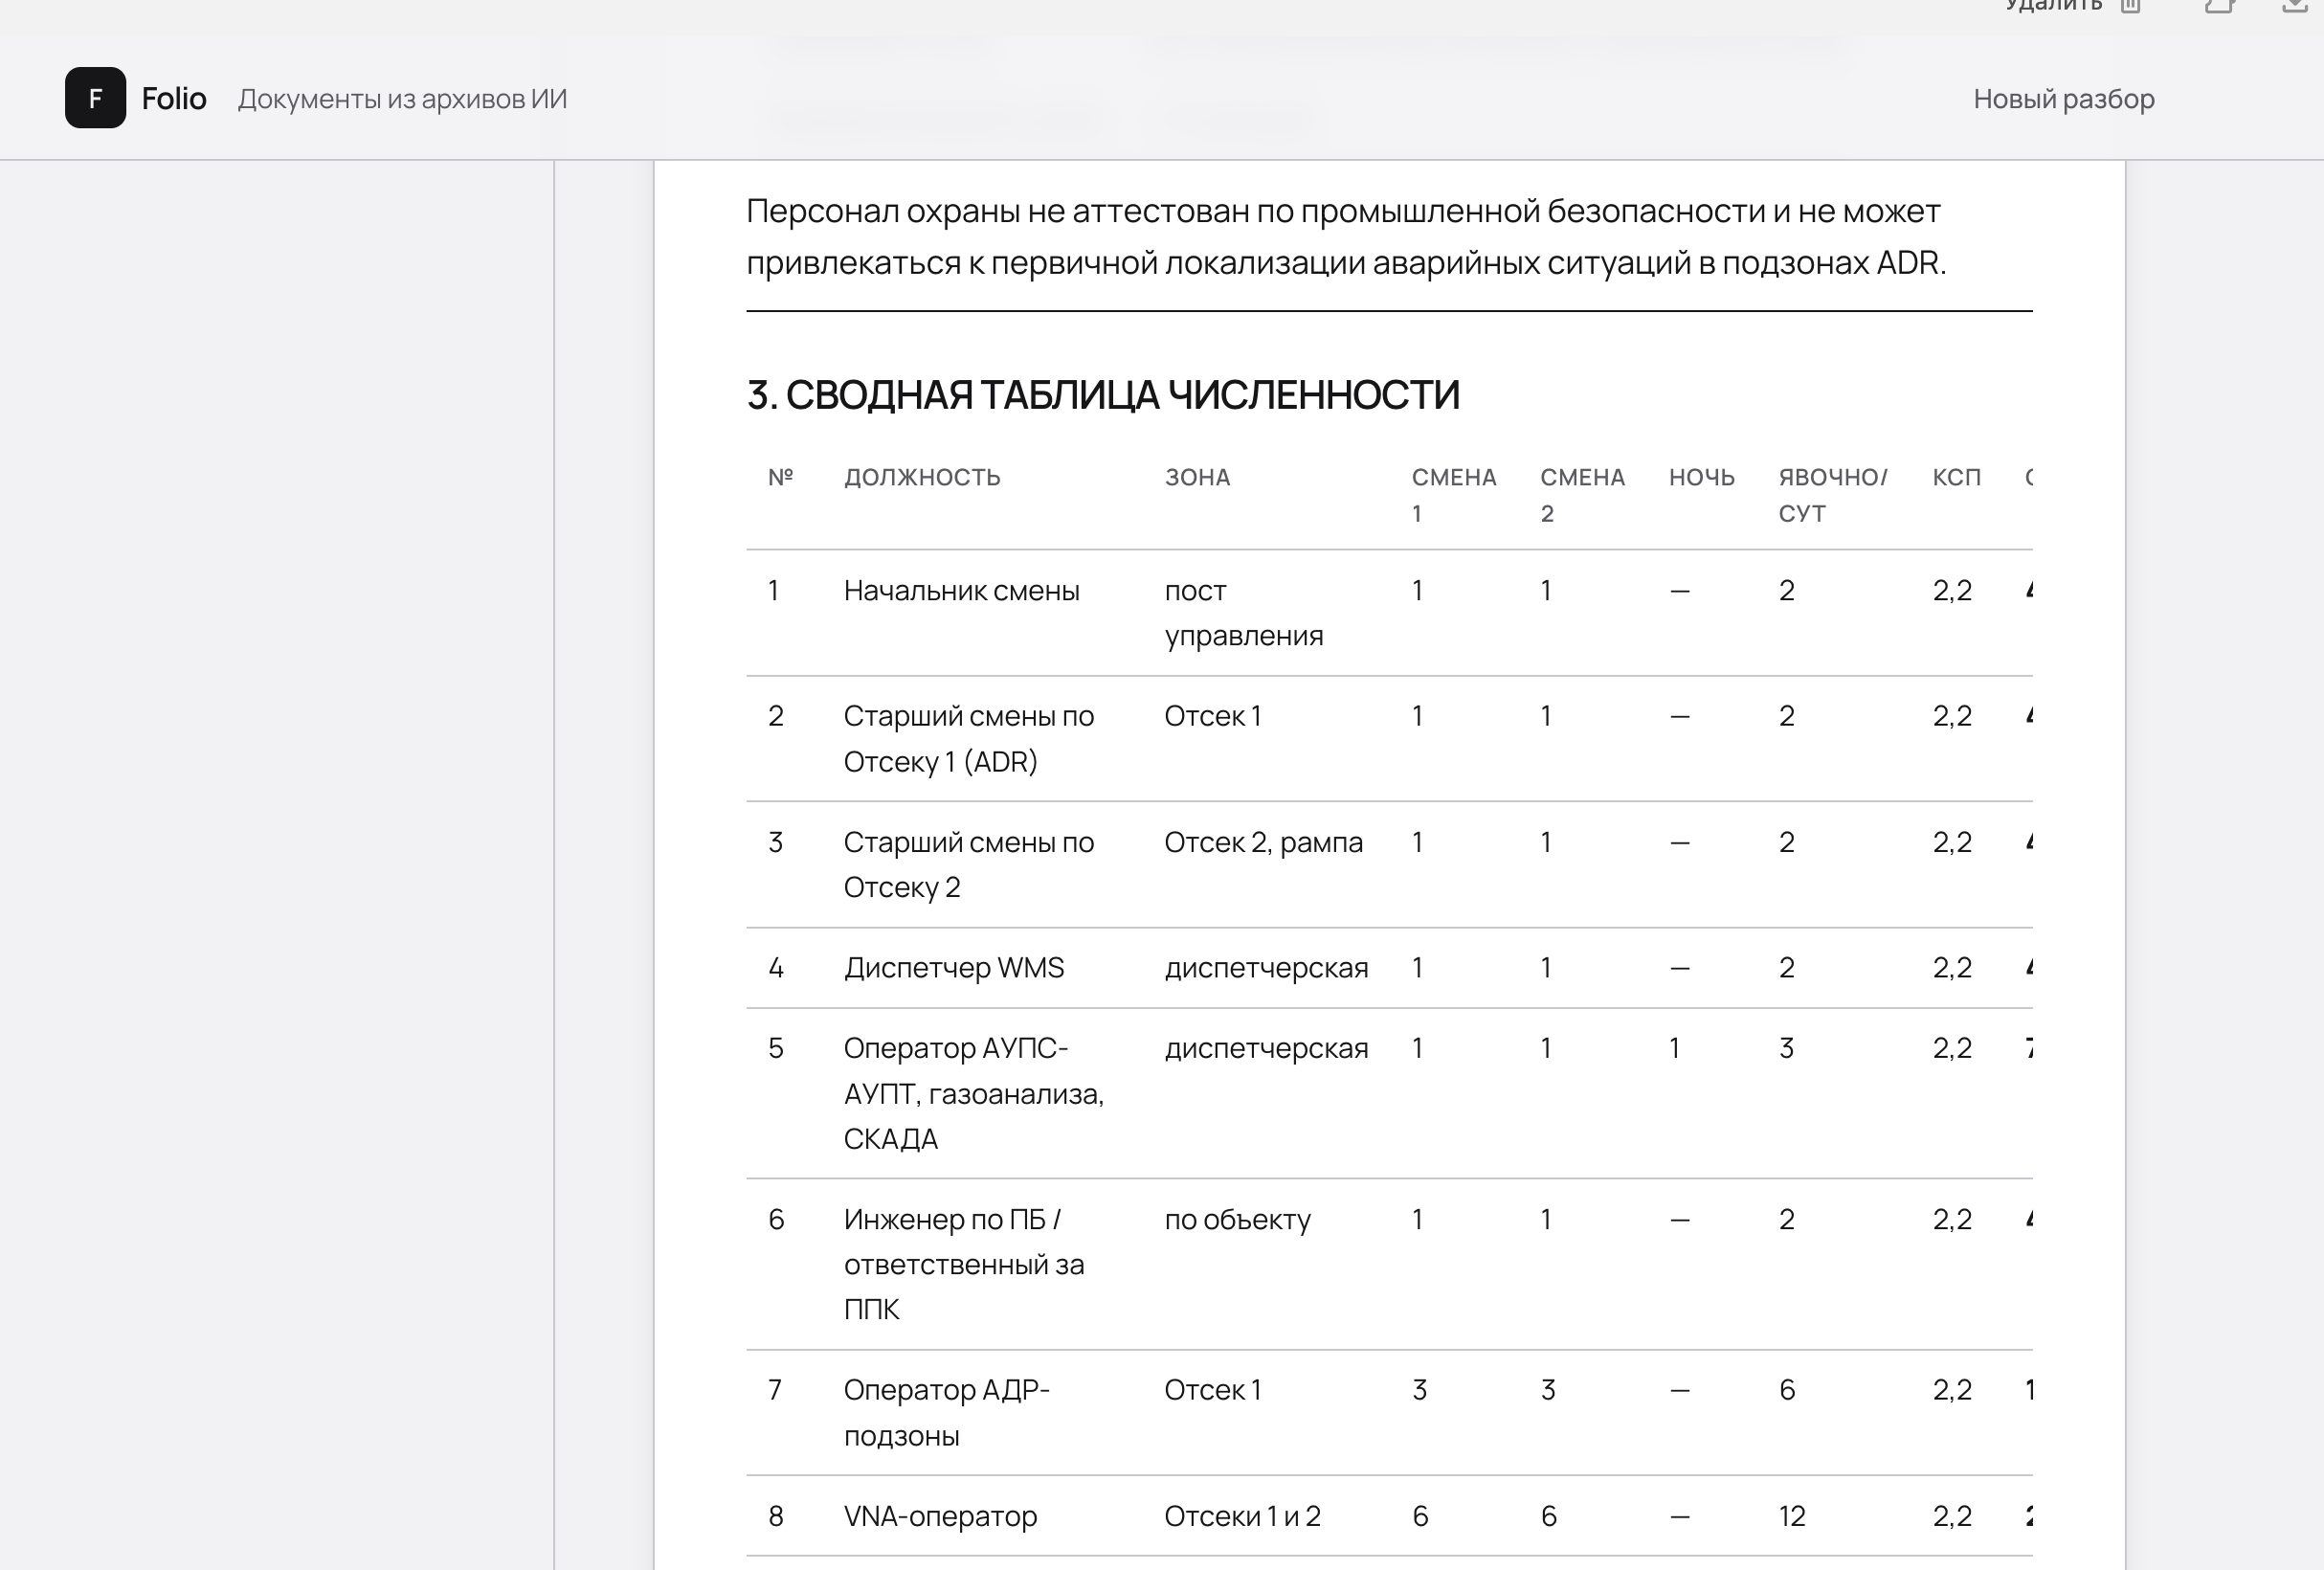 Удалить
F Folio Документы из архивов ИИ Новый разбор
Персонал охраны не аттестован по промышленной безопасности и не может
привлекаться к первичной локализации аварийных ситуаций в подзонах ADR.
3. СВОДНАЯ ТАБЛИЦА ЧИСЛЕННОСТИ
№ ДОЛЖНОСТЬ ЗОНА СМЕНА СМЕНА НОЧЬ ЯВОЧНО/ КСП
1 2 СУТ
1 Начальник смены пост 1 1 — 2 2,2
управления
2 Старший смены по Отсек 1 1 1 — 2 2,2
Отсеку 1 (ADR)
3 Старший смены по Отсек 2, рампа 1 1 — 2 2,2
Отсеку 2
4 Диспетчер WMS диспетчерская 1 1 — 2 2,2
5 Оператор АУПС- диспетчерская 1 1 1 3 2,2
АУПТ, газоанализа,
СКАДА
6 Инженер по ПБ / по объекту 1 1 — 2 2,2
ответственный за
ППК
7 Оператор АДР- Отсек 1 3 3 — 6 2,2
подзоны
8 VNA-оператор Отсеки 1 и 2 6 6 — 12 2,2